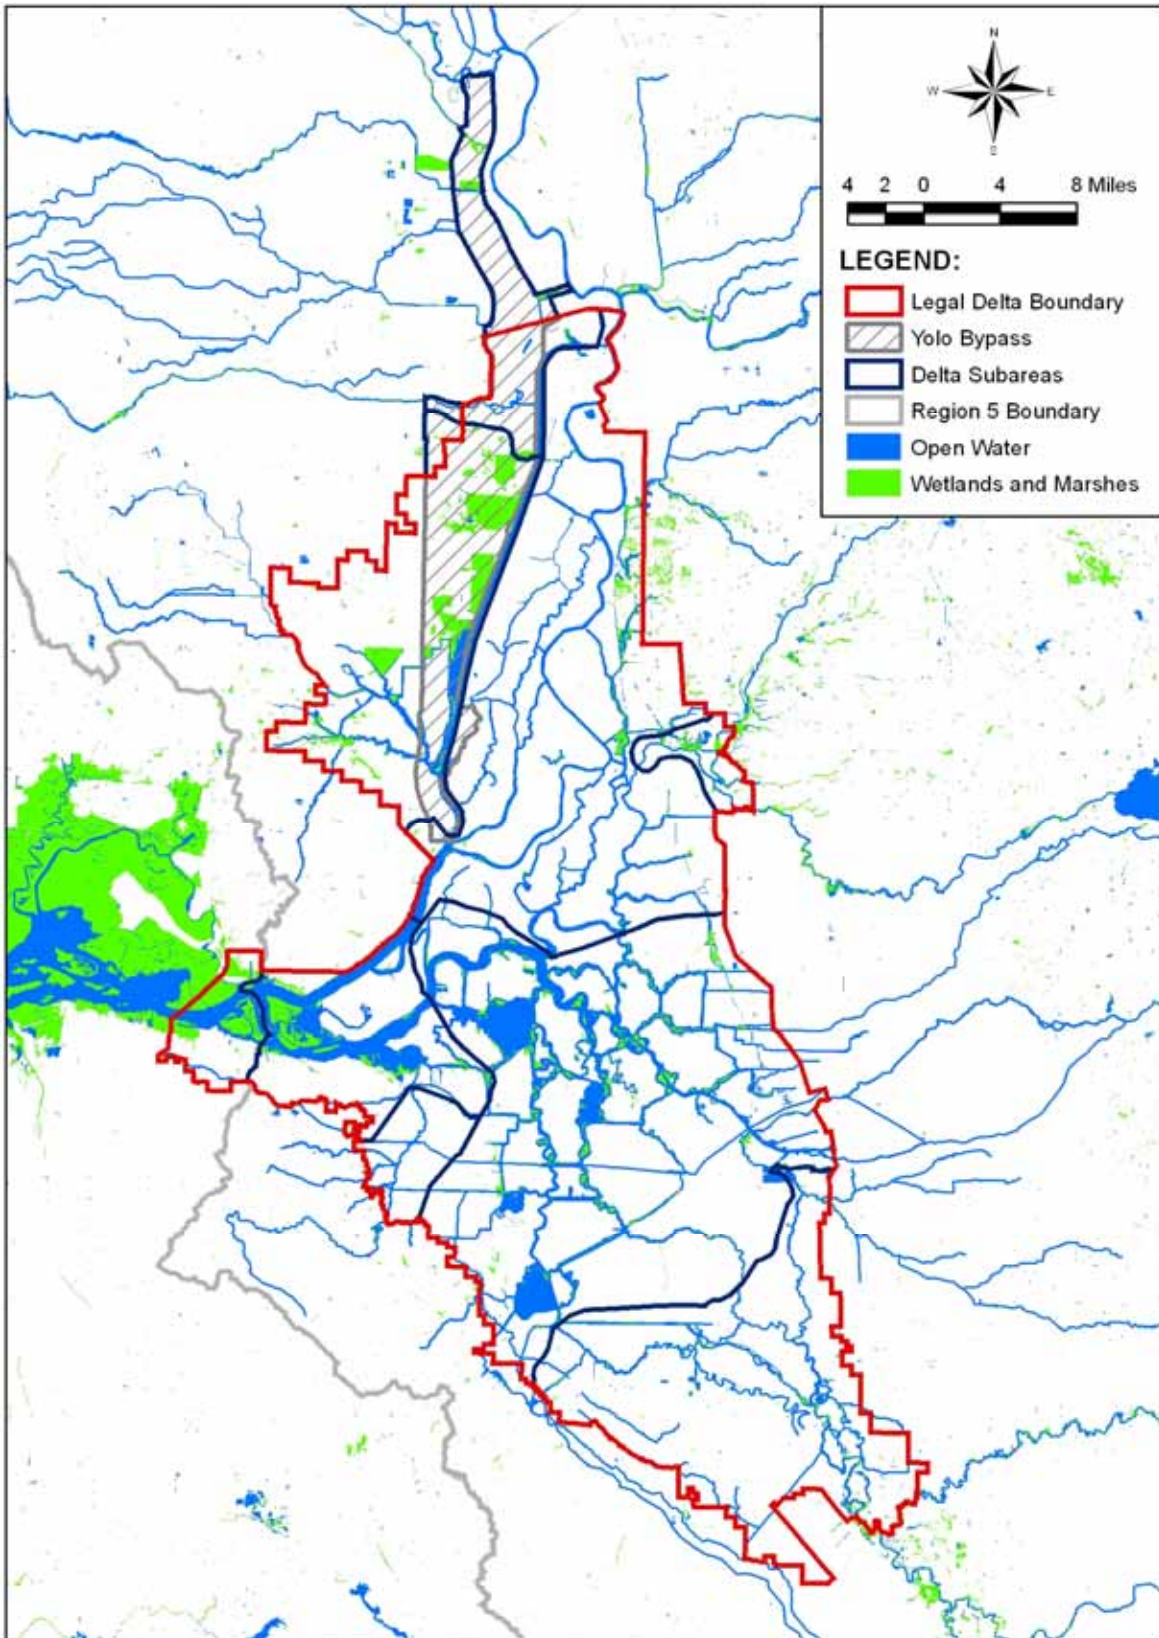 N
W E
S
4 2 0 4 8 Miles
LEGEND:
Legal Delta Boundary
Yolo Bypass
Delta Subareas
Region 5 Boundary
Open Water
Wetlands and Marshes